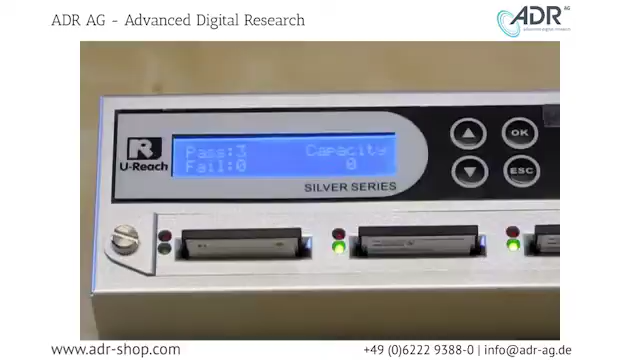 ADR AG - Advanced Digital Research
ADR AG
advanced digital research
R
U-Reach
Pass:3 Capacity
Fail:0 0
SILVER SERIES
OK
ESC
www.adr-shop.com
+49 (0)6222 9388-0 | info@adr-ag.de